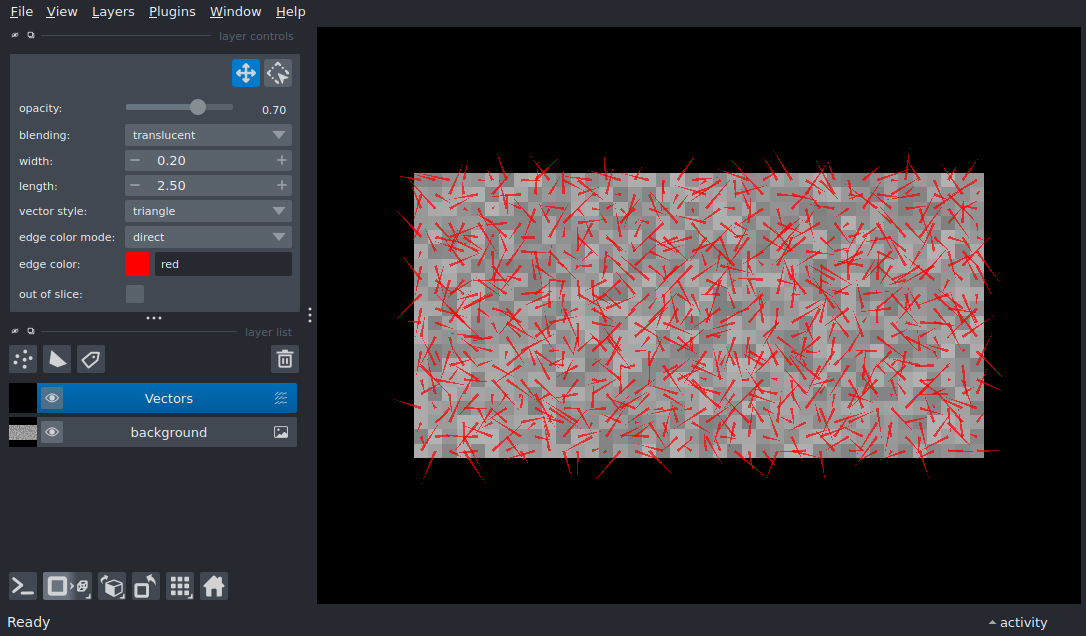 File View Layers Plugins Window Help
layer controls
opacity: 0.70
blending: translucent
width: 0.20
length: 2.50
vector style: triangle
edge color mode: direct
edge color: red
out of slice:
layer list
Vectors
background
Ready
activity